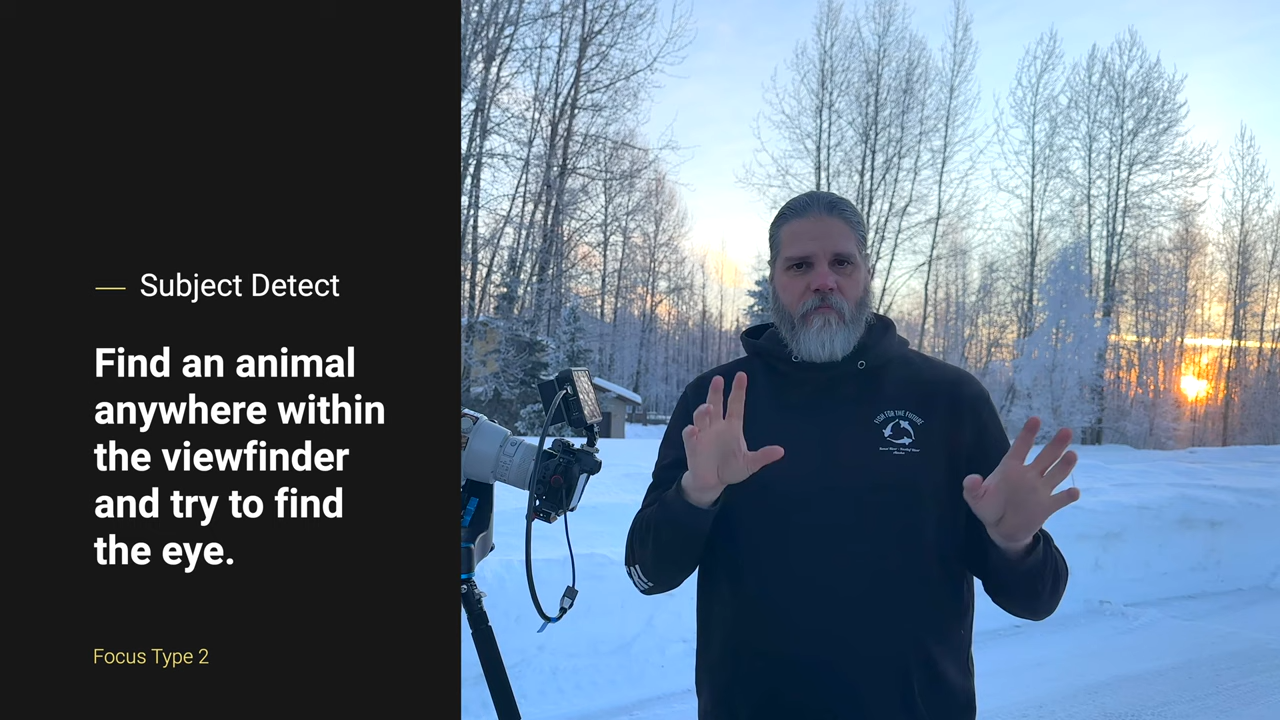 Subject Detect
Find an animal
anywhere within
the viewfinder
and try to find
the eye.
Focus Type 2
FISH FOR THE FUTURE